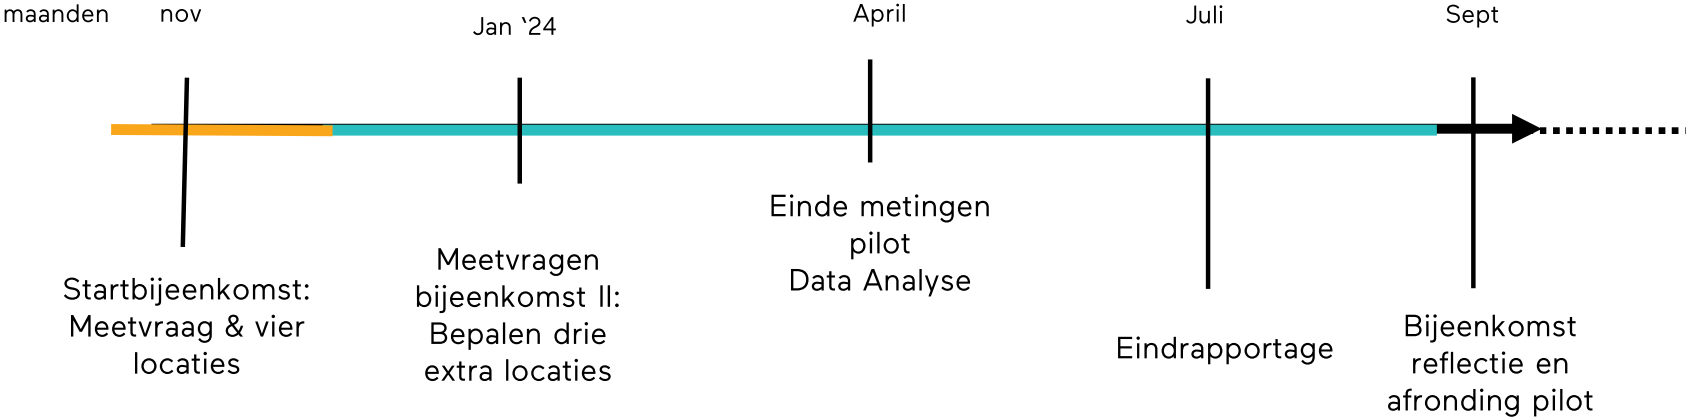 maanden
nov
Jan ‘24
April
Juli
Sept
Startbijeenkomst:
Meetvraag & vier
locaties
Meetvragen
bijeenkomst II:
Bepalen drie
extra locaties
Einde metingen
pilot
Data Analyse
Eindrapportage
Bijeenkomst
reflectie en
afronding pilot